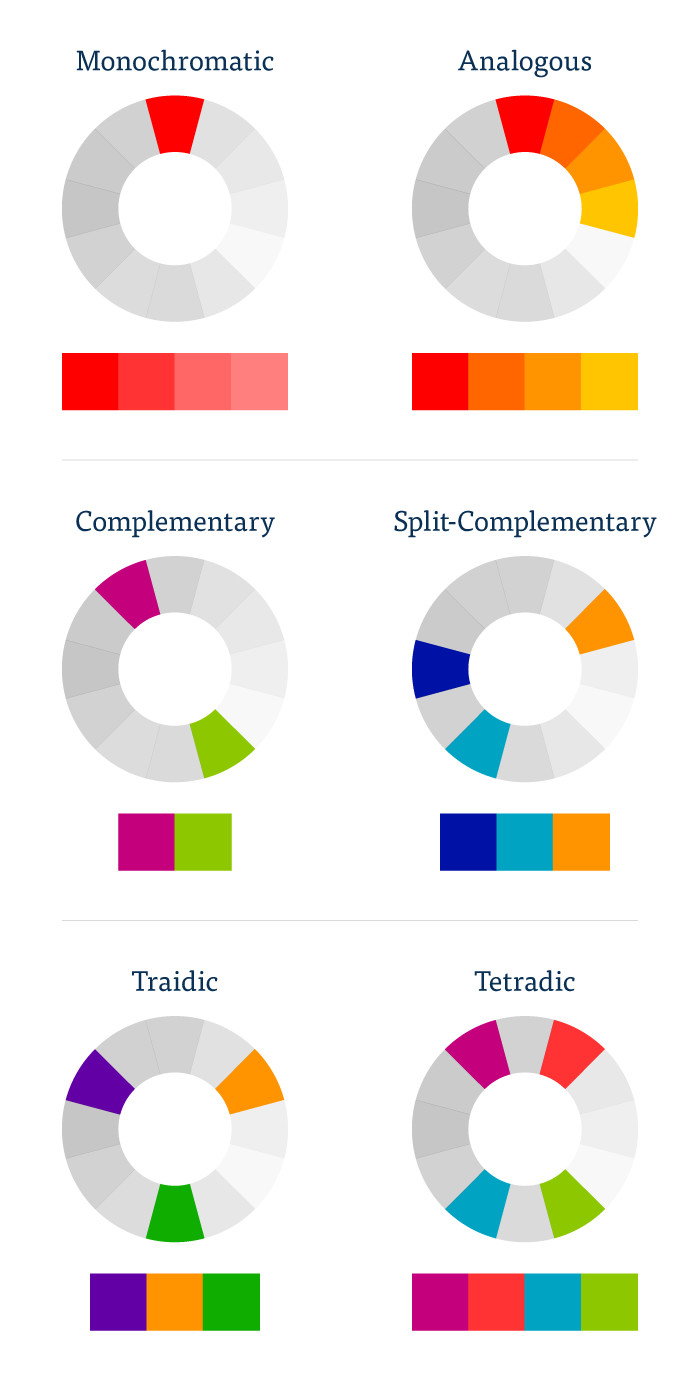 Monochromatic
Analogous
Complementary
Split-Complementary
Traidic
Tetradic